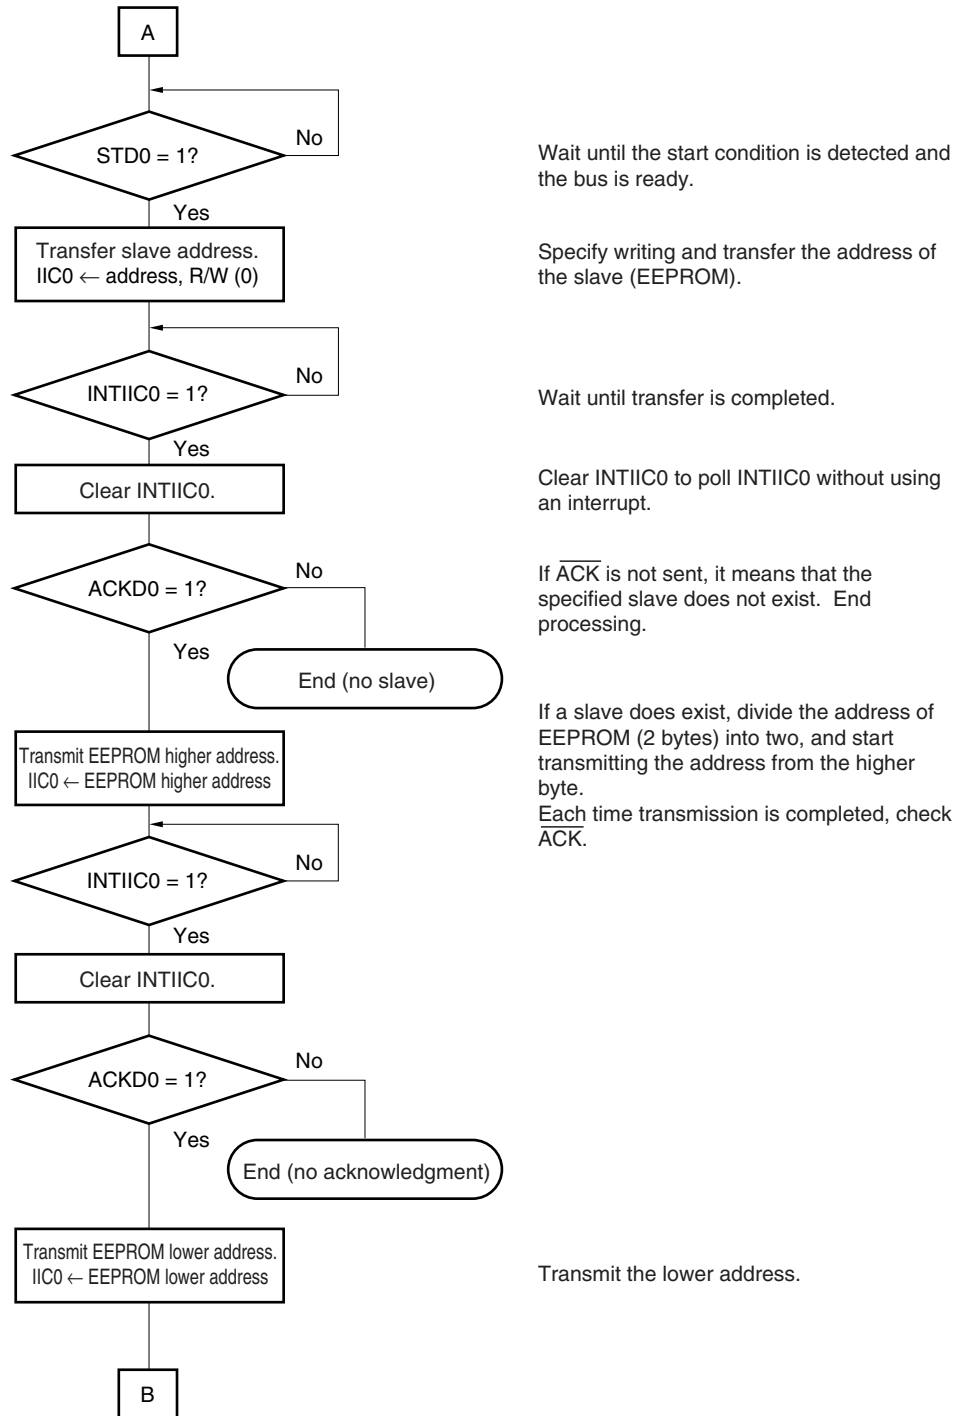 A
No
STD0 = 1?
Wait until the start condition is detected and
the bus is ready.
Yes
Transfer slave address.
IIC0 ← address, R/W (0)
Specify writing and transfer the address of
the slave (EEPROM).
No
INTIIC0 = 1?
Wait until transfer is completed.
Yes
Clear INTIIC0.
Clear INTIIC0 to poll INTIIC0 without using
an interrupt.
No
ACKD0 = 1?
If A̅C̅K̅ is not sent, it means that the
specified slave does not exist.  End
processing.
Yes
End (no slave)
Transmit EEPROM higher address.
IIC0 ← EEPROM higher address
If a slave does exist, divide the address of
EEPROM (2 bytes) into two, and start
transmitting the address from the higher
byte.
Each time transmission is completed, check
A̅C̅K̅.
No
INTIIC0 = 1?
Yes
Clear INTIIC0.
No
ACKD0 = 1?
Yes
End (no acknowledgment)
Transmit EEPROM lower address.
IIC0 ← EEPROM lower address
Transmit the lower address.
B